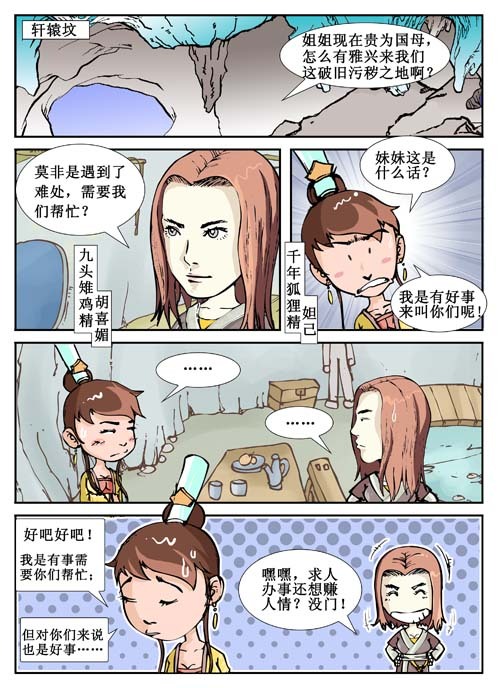 轩辕坟
姐姐现在贵为国母，
怎么有雅兴来我们
这破旧污秽之地啊？
莫非是遇到了
难处，需要我
们帮忙？
九头雉鸡精
胡喜媚
妹妹这是
什么话？
千年狐狸精
妲己
我是有好事
来叫你们呢！
……
……
好吧好吧！
我是有事需
要你们帮忙；
但对你们来说
也是好事……
嘿嘿，求人
办事还想赚
人情？没门！